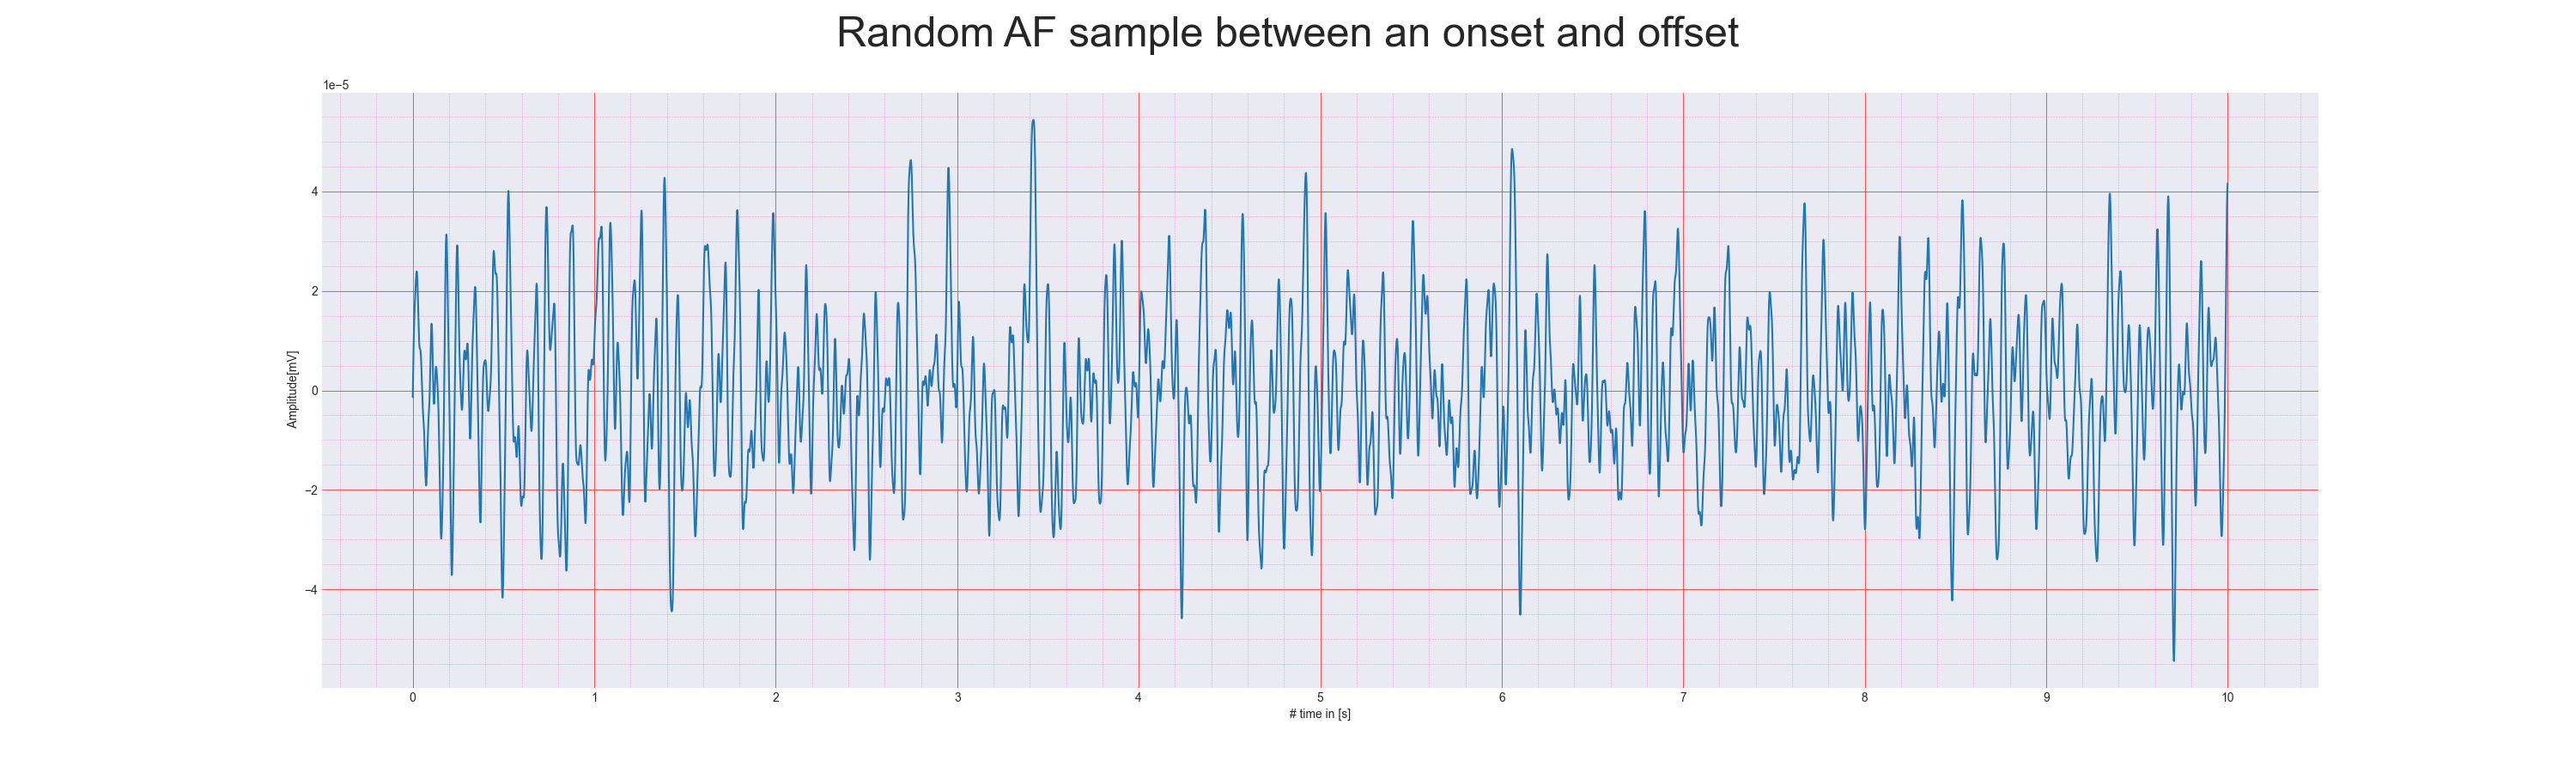 Random AF sample between an onset and offset
1e−5
4
2
0
−2
−4
Amplitude[mV]
0 1 2 3 4 5 6 7 8 9 10
# time in [s]